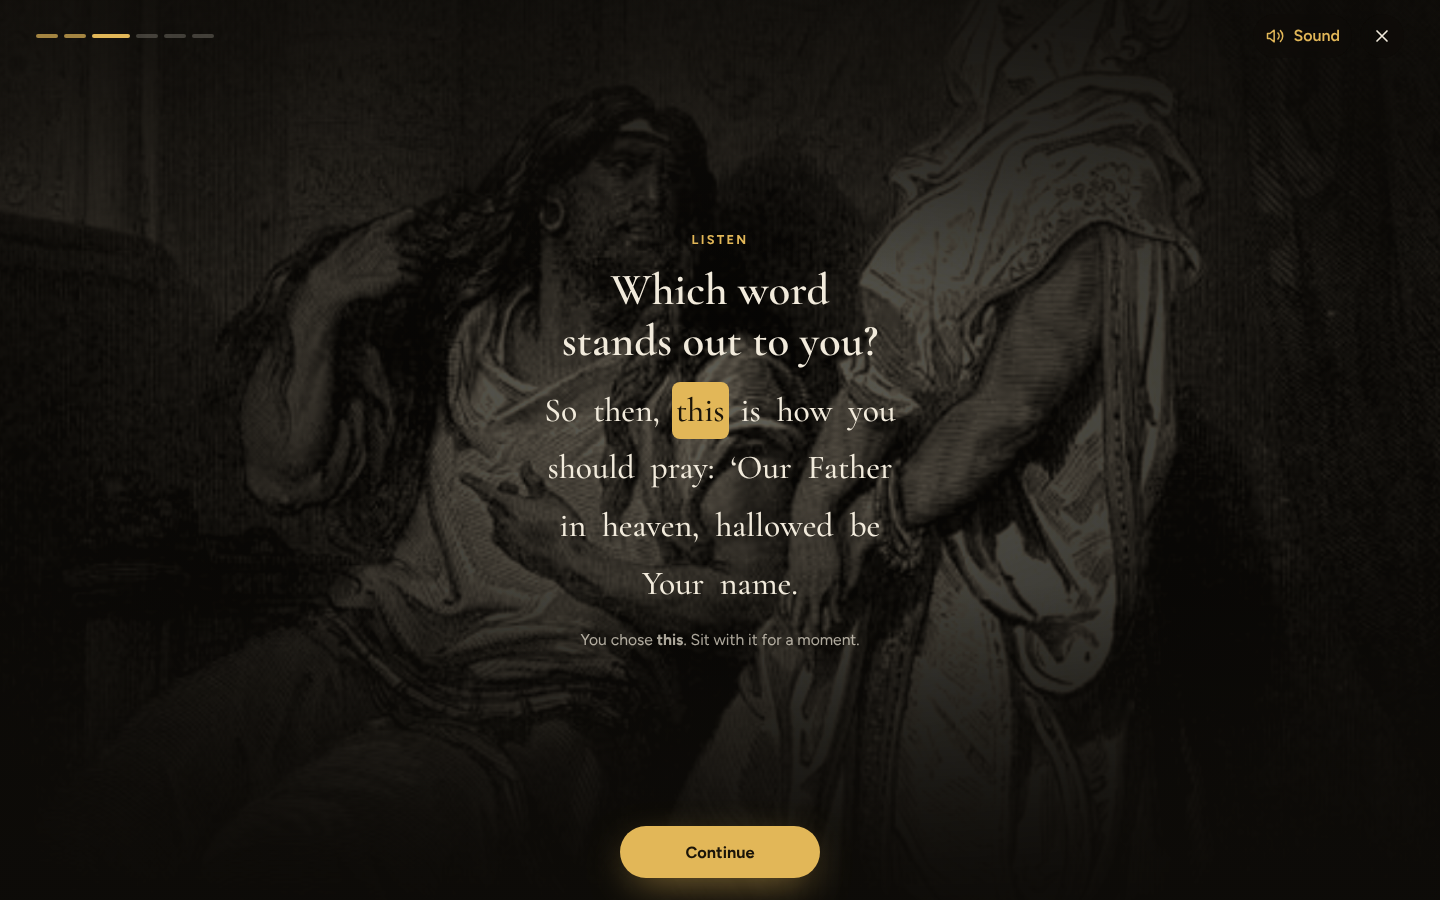 Sound
LISTEN
Which word
stands out to you?
So then, this is how you
should pray: ‘Our Father
in heaven, hallowed be
Your name.
You chose this. Sit with it for a moment.
Continue